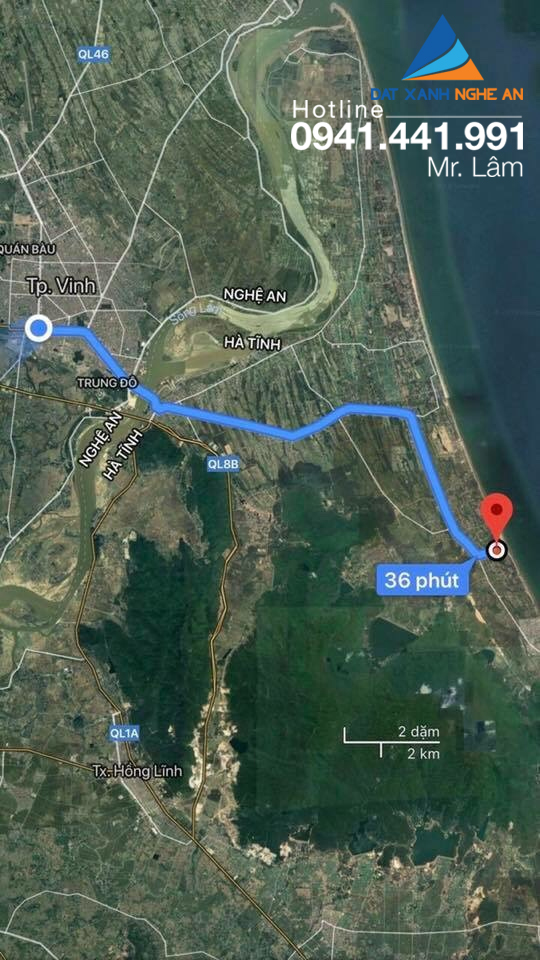 QL46
ĐẤT XANH NGHE AN
Hotline
0941.441.991
Mr. Lâm
QUÁN BÀU
Tp. Vinh
NGHỆ AN
Sông Lam
HÀ TĨNH
TRUNG ĐÔ
NGHỆ AN
HÀ TĨNH
QL8B
36 phút
2 dặm
2 km
QL1A
Tx. Hồng Lĩnh